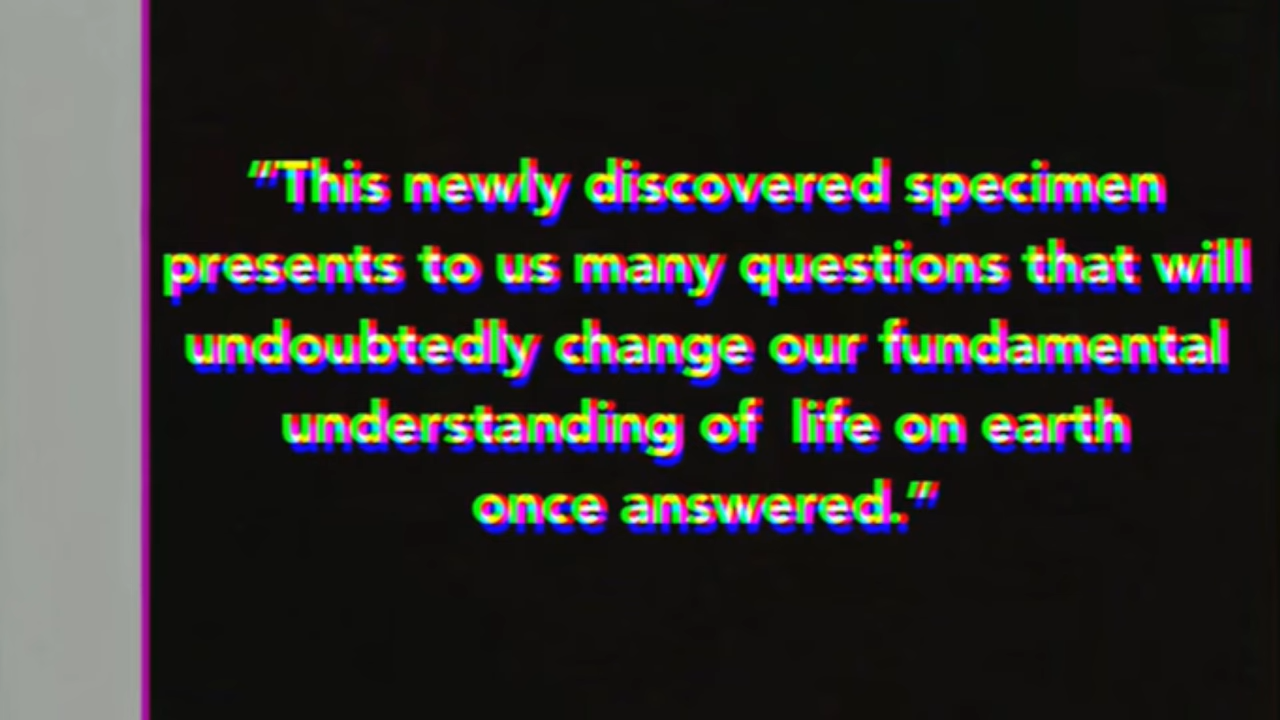 "This newly discovered specimen
presents to us many questions that will
undoubtedly change our fundamental
understanding of  life on earth
once answered."